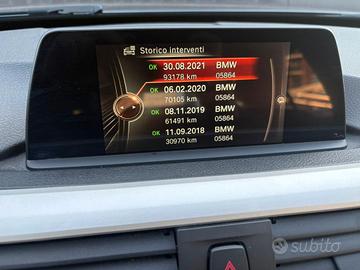 Storico interventi
OK 30.08.2021 BMW
93178 km 05864
OK 06.02.2020 BMW
70105 km 05864
OK 08.11.2019 BMW
61491 km 05864
OK 11.09.2018 BMW
30970 km 05864
subito